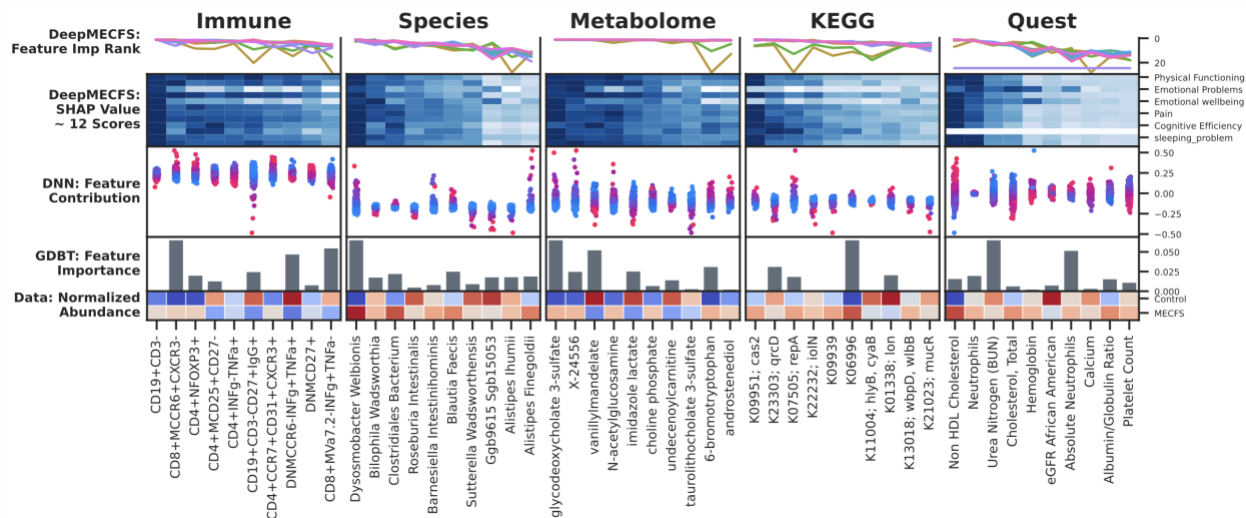 Immune
Species
Metabolome
KEGG
Quest
DeepMECFS:
Feature Imp Rank
0
20
DeepMECFS:
SHAP Value
~ 12 Scores
Physical Functioning
Emotional Problems
Emotional wellbeing
Pain
Cognitive Efficiency
sleeping_problem
DNN: Feature
Contribution
0.50
0.25
0.00
−0.25
−0.50
GDBT: Feature
Importance
0.050
0.025
0.000
Data: Normalized
Abundance
Control
MECFS
CD19+CD3-
CD8+MCCR6+CXCR3-
CD4+NFOXP3+
CD4+MCD25+CD27-
CD4+INFg-TNFa+
CD19+CD3-CD27+IgG+
CD4+CCR7+CD31+CXCR3+
DNMCCR6-INFg+TNFa+
DNMCD27+
CD8+MVa7.2-INFg+TNFa-
Dysosmobacter Welbionis
Bilophila Wadsworthia
Clostridiales Bacterium
Roseburia Intestinalis
Barnesiella Intestinihominis
Blautia Faecis
Sutterella Wadsworthensis
Ggb9615 Sgb15053
Alistipes Ihumii
Alistipes Finegoldii
glycodeoxycholate 3-sulfate
X-24556
vanillylmandelate
N-acetylglucosamine
imidazole lactate
choline phosphate
undecenoylcarnitine
taurolithocholate 3-sulfate
6-bromotryptophan
androstenediol
K09951; cas2
K23303; qrcD
K07505; repA
K22232; iolN
K09939
K06996
K11004; hlyB, cyaB
K01338; lon
K13018; wbpD, wlbB
K21023; mucR
Non HDL Cholesterol
Neutrophils
Urea Nitrogen (BUN)
Cholesterol, Total
Hemoglobin
eGFR African American
Absolute Neutrophils
Calcium
Albumin/Globulin Ratio
Platelet Count